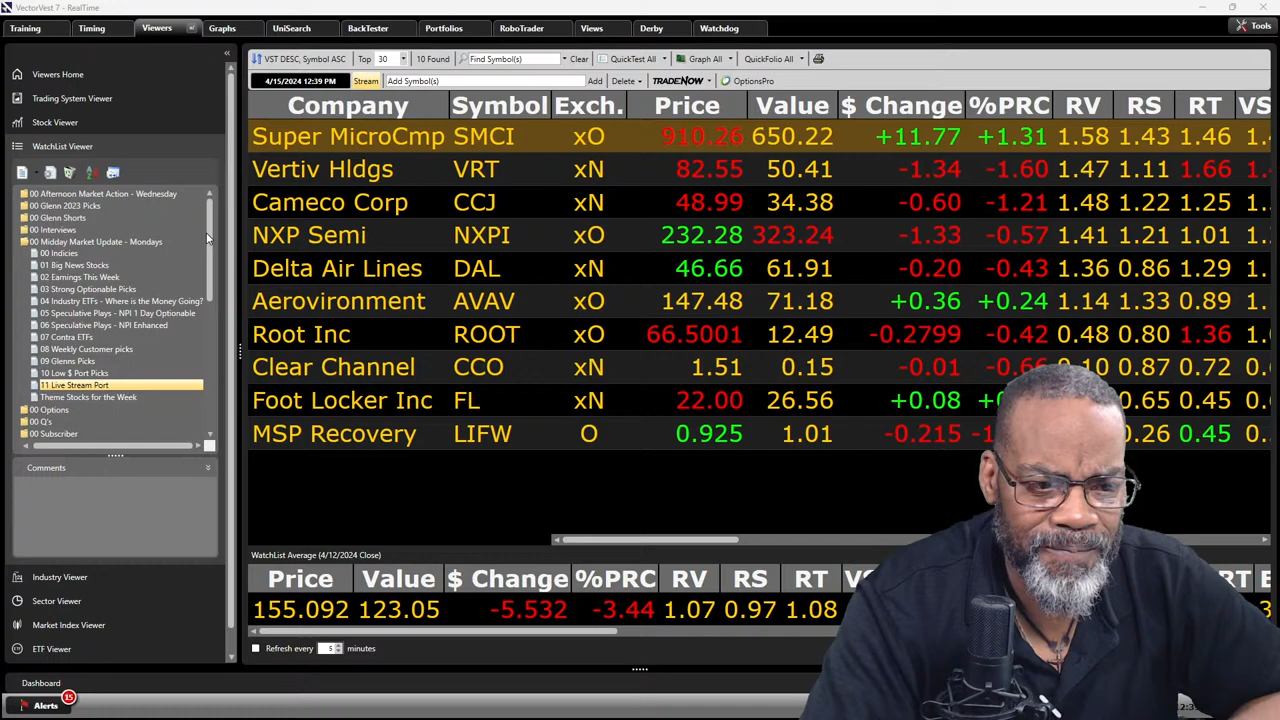 VectorVest 7 - RealTime
Training Timing Viewers Graphs UniSearch BackTester Portfolios RoboTrader Views Derby Watchdog Tools
Viewers Home
Trading System Viewer
Stock Viewer
WatchList Viewer
00 Afternoon Market Action - Wednesday
00 Glenn 2023 Picks
00 Glenn Shorts
00 Interviews
00 Midday Market Update - Mondays
00 Indicies
01 Big News Stocks
02 Earnings This Week
03 Strong Optionable Picks
04 Industry ETFs - Where is the Money Going?
05 Speculative Plays - NPI 1 Day Optionable
06 Speculative Plays - NPI Enhanced
07 Contra ETFs
08 Weekly Customer picks
09 Glenns Picks
10 Low $ Port Picks
11 Live Stream Port
Theme Stocks for the Week
00 Options
00 Q's
00 Subscriber
Comments
Industry Viewer
Sector Viewer
Market Index Viewer
ETF Viewer
Dashboard
Alerts 15
VST DESC, Symbol ASC Top 30 10 Found Find Symbol(s) Clear QuickTest All Graph All QuickFolio All
4/15/2024 12:39 PM Stream Add Symbol(s) Add Delete TRADENOW OptionsPro
Company Symbol Exch. Price Value $ Change %PRC RV RS RT VS
Super MicroCmp SMCI xO 910.26 650.22 +11.77 +1.31 1.58 1.43 1.46
Vertiv Hldgs VRT xN 82.55 50.41 -1.34 -1.60 1.47 1.11 1.66
Cameco Corp CCJ xN 48.99 34.38 -0.60 -1.21 1.48 1.22 1.25
NXP Semi NXPI xO 232.28 323.24 -1.33 -0.57 1.41 1.21 1.01
Delta Air Lines DAL xN 46.66 61.91 -0.20 -0.43 1.36 0.86 1.29
Aerovironment AVAV xO 147.48 71.18 +0.36 +0.24 1.14 1.33 0.89
Root Inc ROOT xO 66.5001 12.49 -0.2799 -0.42 0.48 0.80 1.36
Clear Channel CCO xN 1.51 0.15 -0.01 0.87 0.72
Foot Locker Inc FL xN 22.00 26.56 +0.08 0.65 0.45
MSP Recovery LIFW O 0.925 1.01 -0.215 0.26 0.45
WatchList Average (4/12/2024 Close)
Price Value $ Change %PRC RV RS RT
155.092 123.05 -5.532 -3.44 1.07 0.97 1.08
Refresh every 5 minutes